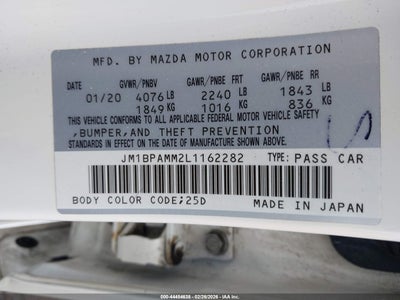 MFD. BY MAZDA MOTOR CORPORATION
DATE GVWR/PNBV GAWR/PNBE FRT GAWR/PNBE RR
01/20 4076 LB 2240 LB 1843 LB
1849 KG 1016 KG 836 KG
THIS VEHICLE CONFORMS TO ALL APPLICABLE FEDERAL MOTOR VEHICLE SAFETY
,BUMPER,AND THEFT PREVENTION
STANDARDS IN EFFECT ON THE DATE OF MANUFACTURE SHOWN ABOVE.
JM1BPAMM2L1162282 TYPE: PASS CAR
BODY COLOR CODE:25D MADE IN JAPAN
© IAAI 44454638 - 02/26/2026 - IAA Inc.